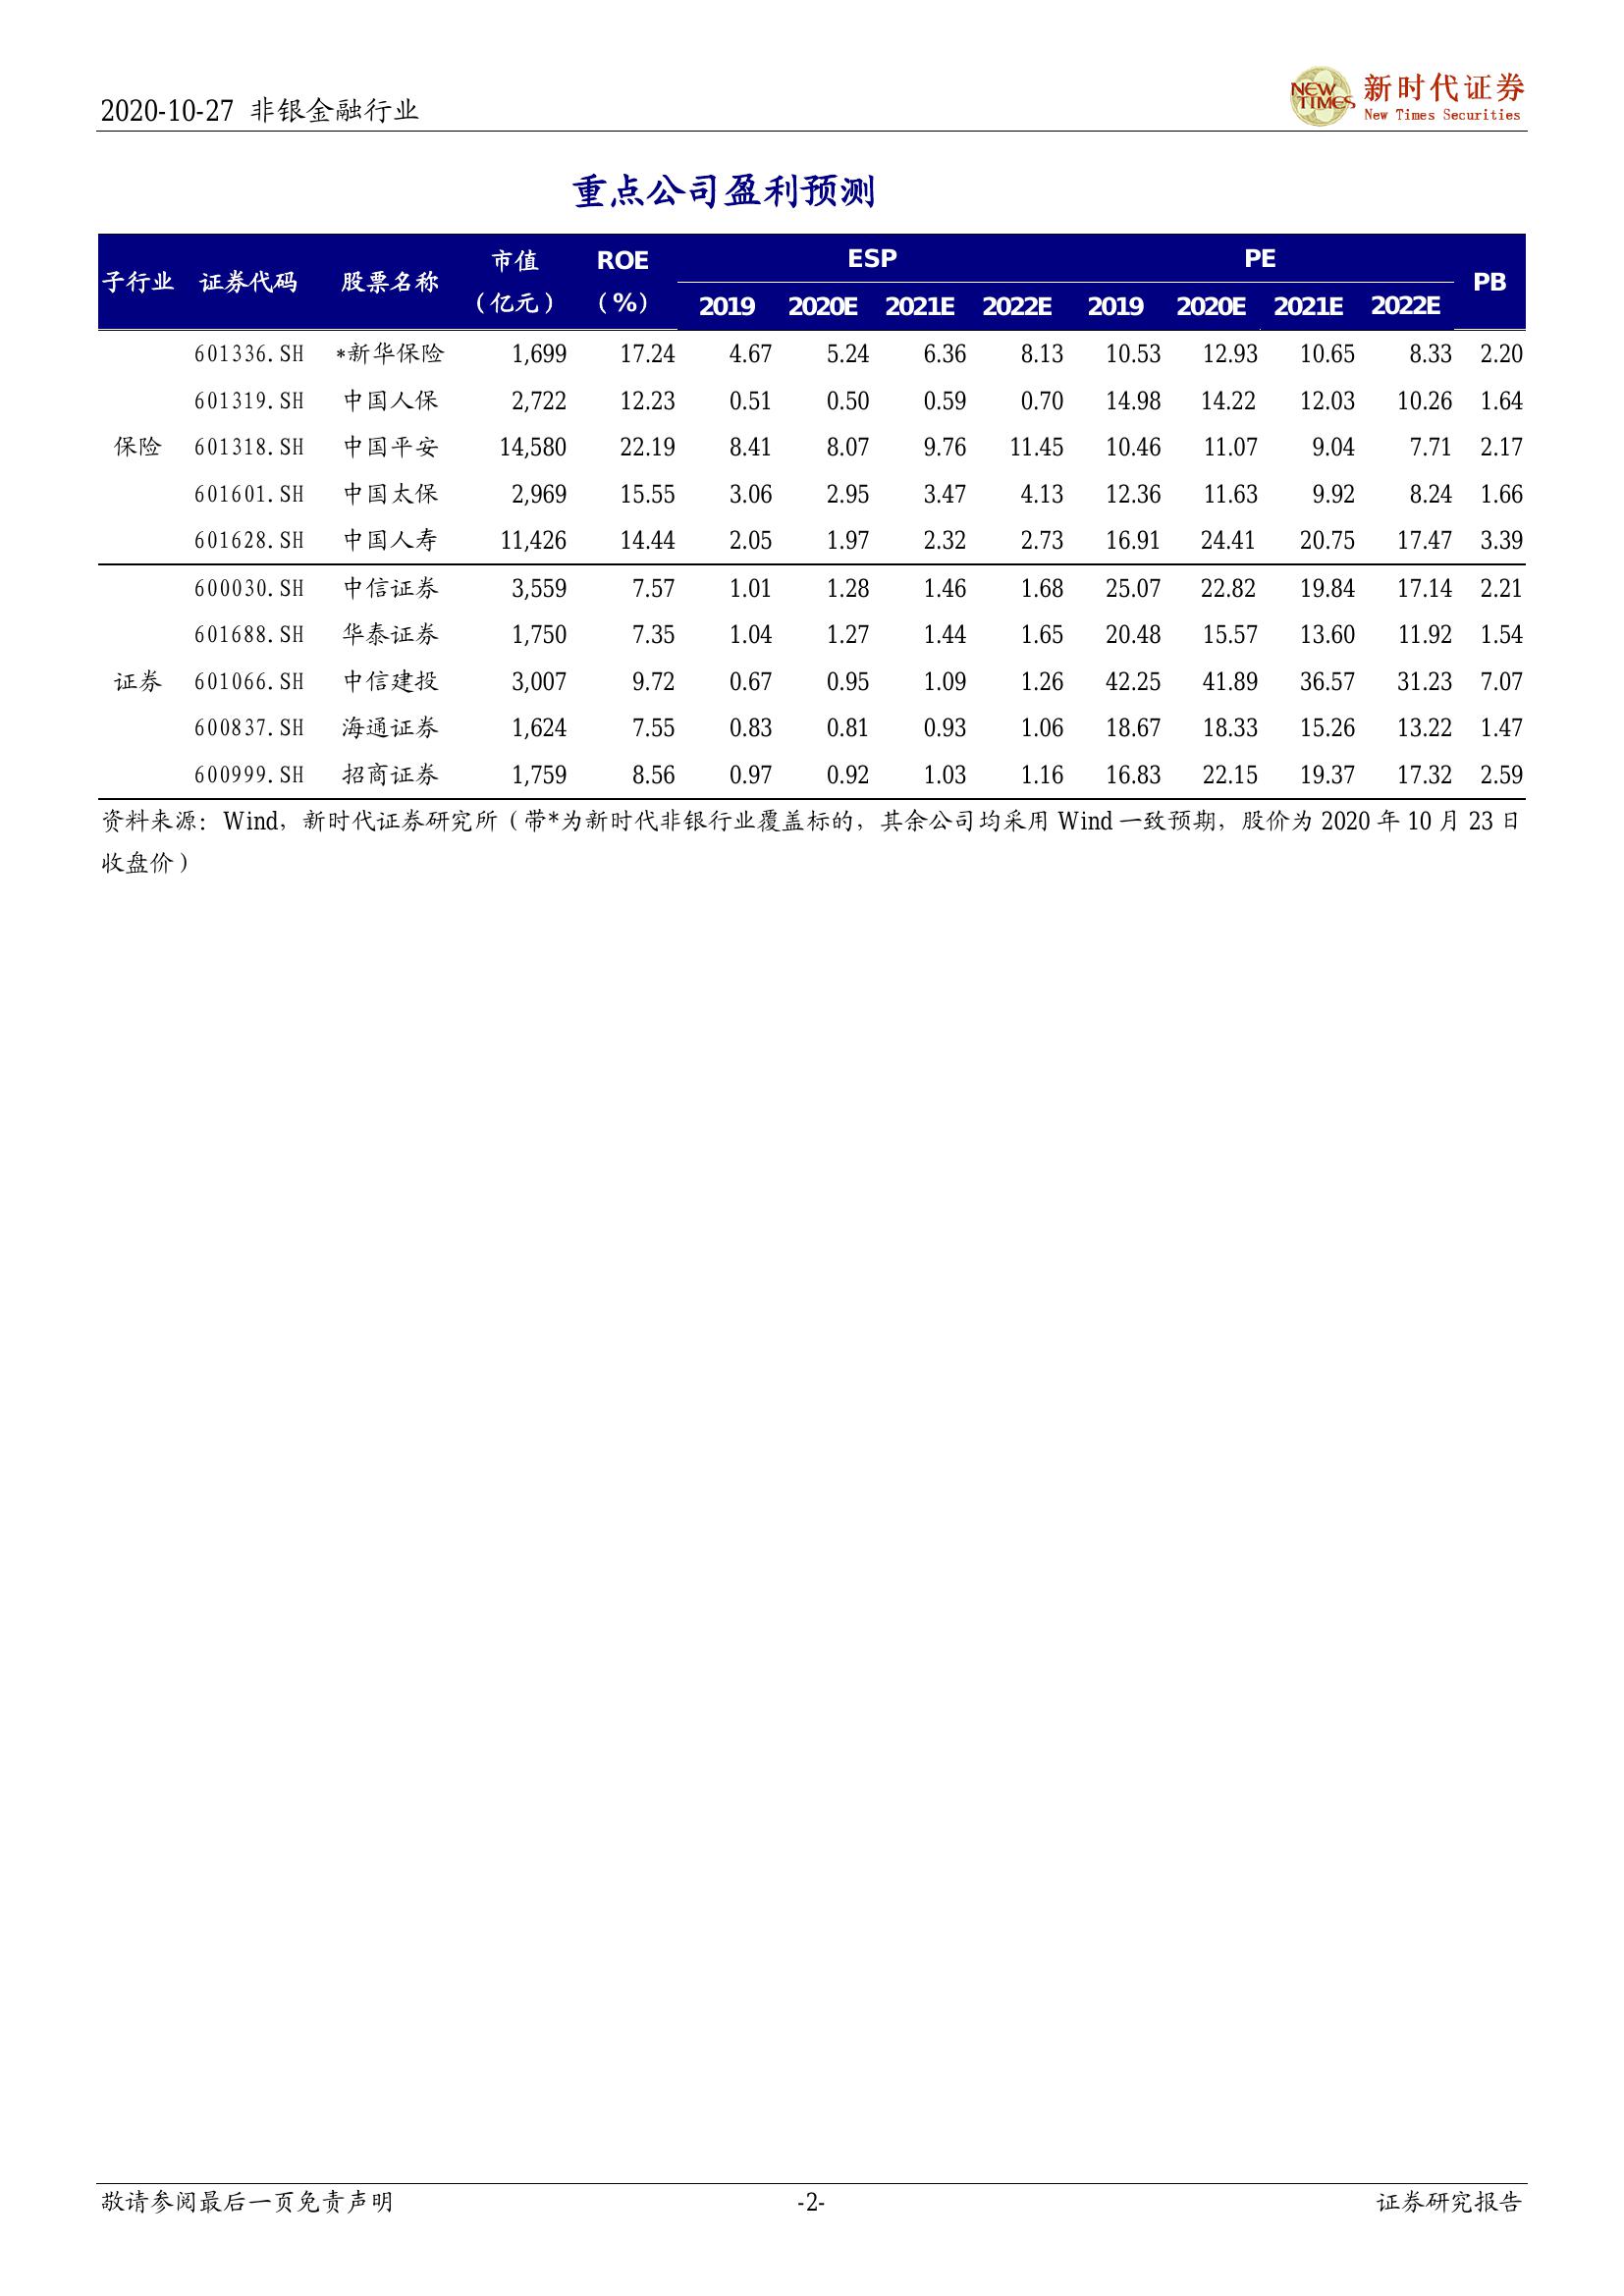 2020-10-27 非银金融行业
NEW TIMES 新时代证券
New Times Securities
重点公司盈利预测
子行业 证券代码 股票名称 市值（亿元） ROE（%） ESP PE PB
2019 2020E 2021E 2022E 2019 2020E 2021E 2022E
保险
601336.SH *新华保险 1,699 17.24 4.67 5.24 6.36 8.13 10.53 12.93 10.65 8.33 2.20
601319.SH 中国人保 2,722 12.23 0.51 0.50 0.59 0.70 14.98 14.22 12.03 10.26 1.64
601318.SH 中国平安 14,580 22.19 8.41 8.07 9.76 11.45 10.46 11.07 9.04 7.71 2.17
601601.SH 中国太保 2,969 15.55 3.06 2.95 3.47 4.13 12.36 11.63 9.92 8.24 1.66
601628.SH 中国人寿 11,426 14.44 2.05 1.97 2.32 2.73 16.91 24.41 20.75 17.47 3.39
证券
600030.SH 中信证券 3,559 7.57 1.01 1.28 1.46 1.68 25.07 22.82 19.84 17.14 2.21
601688.SH 华泰证券 1,750 7.35 1.04 1.27 1.44 1.65 20.48 15.57 13.60 11.92 1.54
601066.SH 中信建投 3,007 9.72 0.67 0.95 1.09 1.26 42.25 41.89 36.57 31.23 7.07
600837.SH 海通证券 1,624 7.55 0.83 0.81 0.93 1.06 18.67 18.33 15.26 13.22 1.47
600999.SH 招商证券 1,759 8.56 0.97 0.92 1.03 1.16 16.83 22.15 19.37 17.32 2.59
资料来源：Wind，新时代证券研究所（带*为新时代非银行业覆盖标的，其余公司均采用 Wind 一致预期，股价为 2020 年 10 月 23 日
收盘价）
敬请参阅最后一页免责声明 -2- 证券研究报告